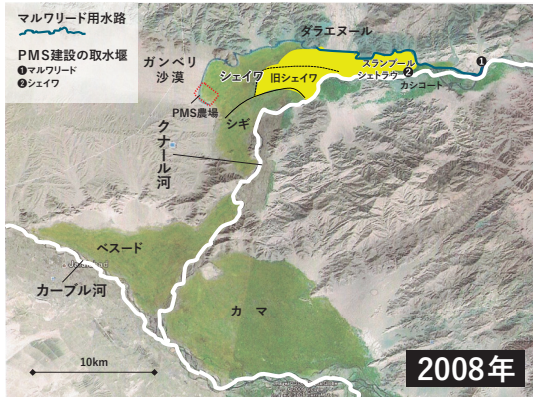 マルワリード用水路
PMS建設の取水堰
❶マルワリード
❷シェイワ
ダラエヌール
ガンベリ
沙漠
シェイワ
旧シェイワ
スランプール
シェトラウ
❷
❶
カシコート
PMS農場
シギ
クナール河
ベスード
カーブル河
カマ
10km
2008年